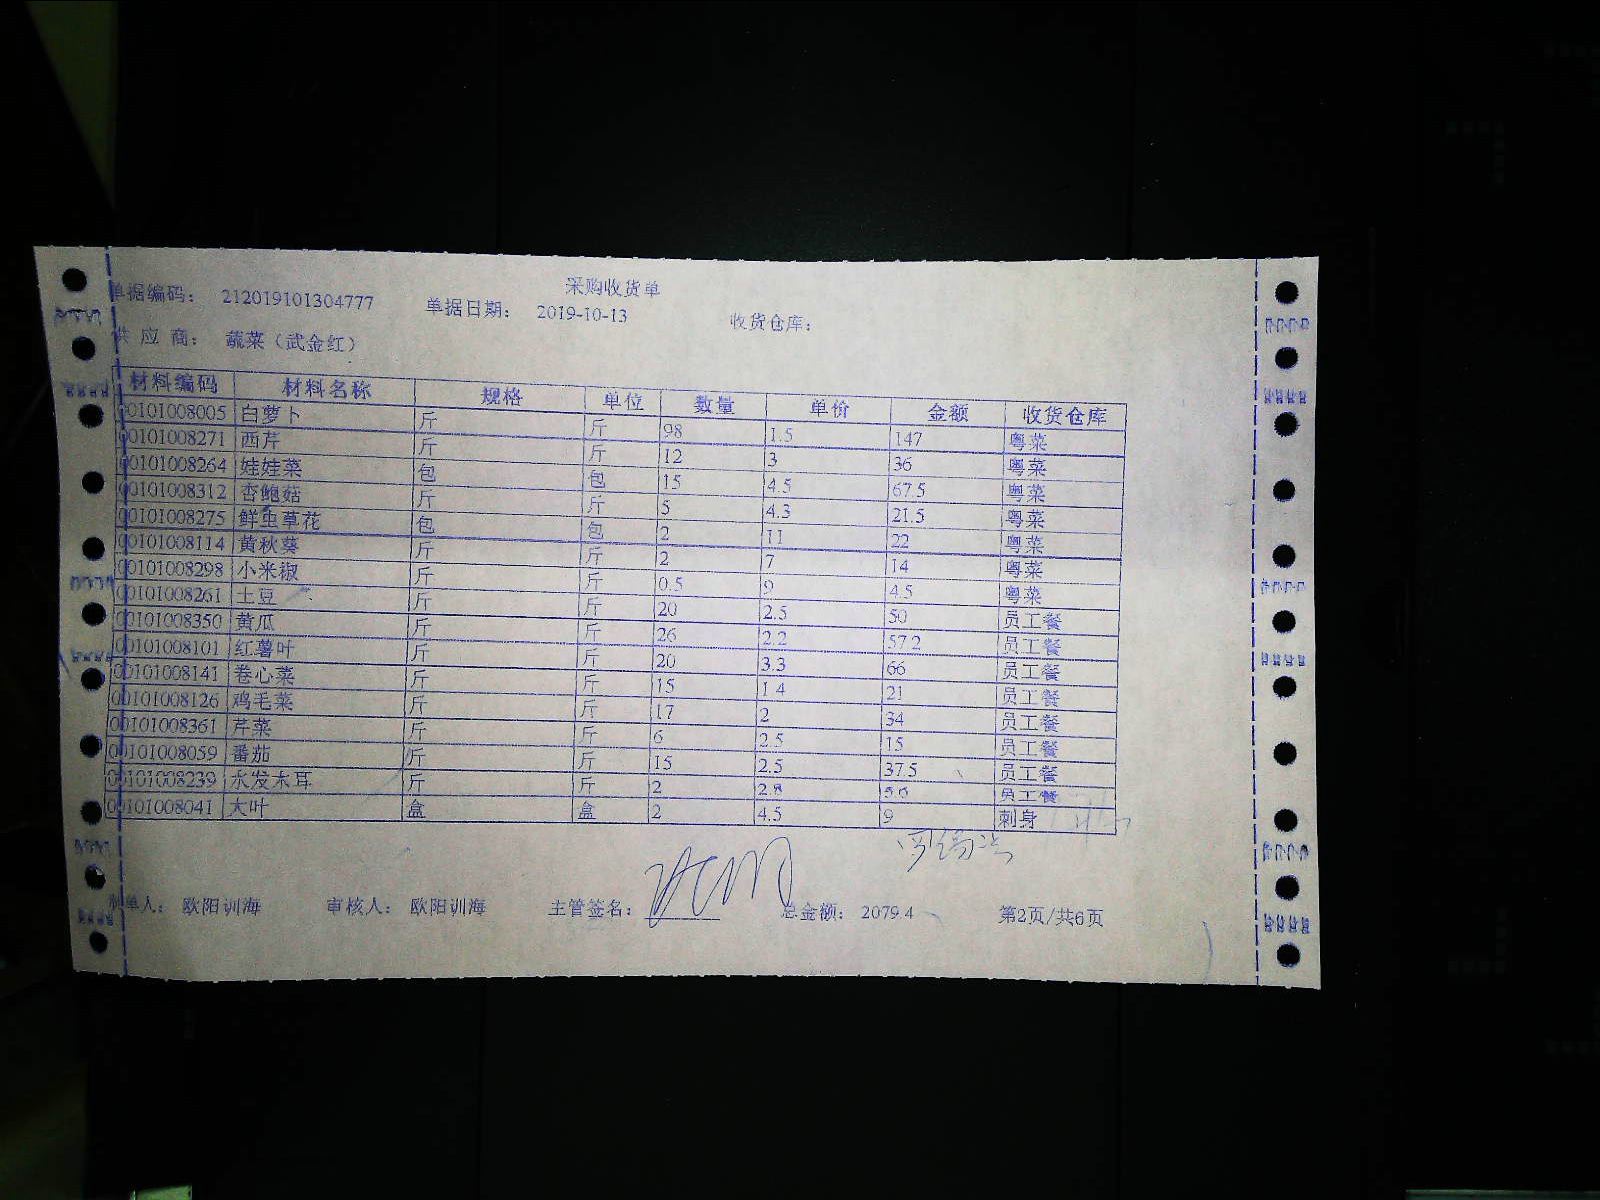 采购收货单
单据编码： 212019101304777 单据日期： 2019-10-13 收货仓库：
供 应 商： 蔬菜（武金红）
材料编码 材料名称 规格 单位 数量 单价 金额 收货仓库
00101008005 白萝卜 斤 斤 98 1.5 147 粤菜
00101008271 西芹 斤 斤 12 3 36 粤菜
00101008264 娃娃菜 包 包 15 4.5 67.5 粤菜
00101008312 杏鲍菇 斤 斤 5 4.3 21.5 粤菜
00101008275 鲜虫草花 包 包 2 11 22 粤菜
00101008114 黄秋葵 斤 斤 2 7 14 粤菜
00101008298 小米椒 斤 斤 0.5 9 4.5 粤菜
00101008261 土豆 斤 斤 20 2.5 50 员工餐
00101008350 黄瓜 斤 斤 26 2.2 57.2 员工餐
00101008101 红薯叶 斤 斤 20 3.3 66 员工餐
00101008141 卷心菜 斤 斤 15 1.4 21 员工餐
00101008126 鸡毛菜 斤 斤 17 2 34 员工餐
00101008361 芹菜 斤 斤 6 2.5 15 员工餐
00101008059 番茄 斤 斤 15 2.5 37.5 员工餐
00101008239 水发木耳 斤 斤 2 2.8 5.6 员工餐
00101008041 大叶 盒 盒 2 4.5 9 刺身
制单人： 欧阳训海 审核人： 欧阳训海 主管签名： 总金额： 2079.4 第2页/共6页